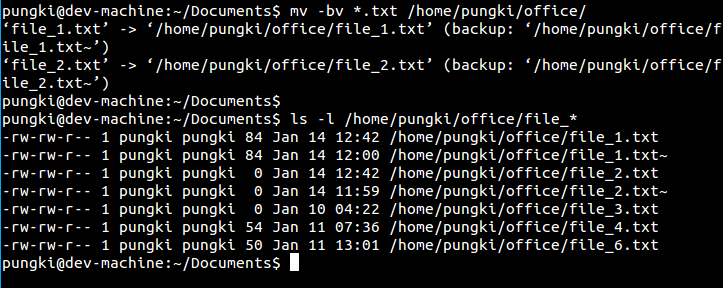 pungki@dev-machine:~/Documents$ mv -bv *.txt /home/pungki/office/
‘file_1.txt’ -> ‘/home/pungki/office/file_1.txt’ (backup: ‘/home/pungki/office/f
ile_1.txt~’)
‘file_2.txt’ -> ‘/home/pungki/office/file_2.txt’ (backup: ‘/home/pungki/office/f
ile_2.txt~’)
pungki@dev-machine:~/Documents$
pungki@dev-machine:~/Documents$ ls -l /home/pungki/office/file_*
-rw-rw-r-- 1 pungki pungki 84 Jan 14 12:42 /home/pungki/office/file_1.txt
-rw-rw-r-- 1 pungki pungki 84 Jan 14 12:00 /home/pungki/office/file_1.txt~
-rw-rw-r-- 1 pungki pungki  0 Jan 14 12:42 /home/pungki/office/file_2.txt
-rw-rw-r-- 1 pungki pungki  0 Jan 14 11:59 /home/pungki/office/file_2.txt~
-rw-rw-r-- 1 pungki pungki  0 Jan 10 04:22 /home/pungki/office/file_3.txt
-rw-rw-r-- 1 pungki pungki 54 Jan 11 07:36 /home/pungki/office/file_4.txt
-rw-rw-r-- 1 pungki pungki 50 Jan 11 13:01 /home/pungki/office/file_6.txt
pungki@dev-machine:~/Documents$